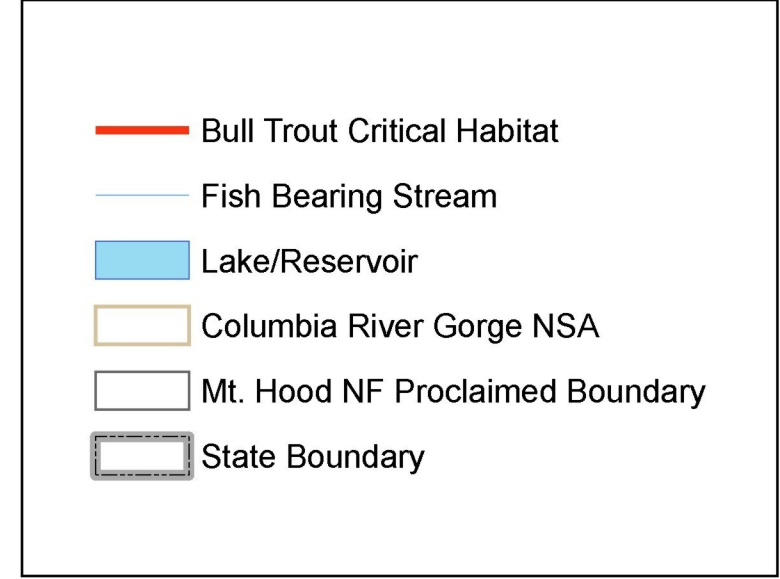 Bull Trout Critical Habitat
Fish Bearing Stream
Lake/Reservoir
Columbia River Gorge NSA
Mt. Hood NF Proclaimed Boundary
State Boundary